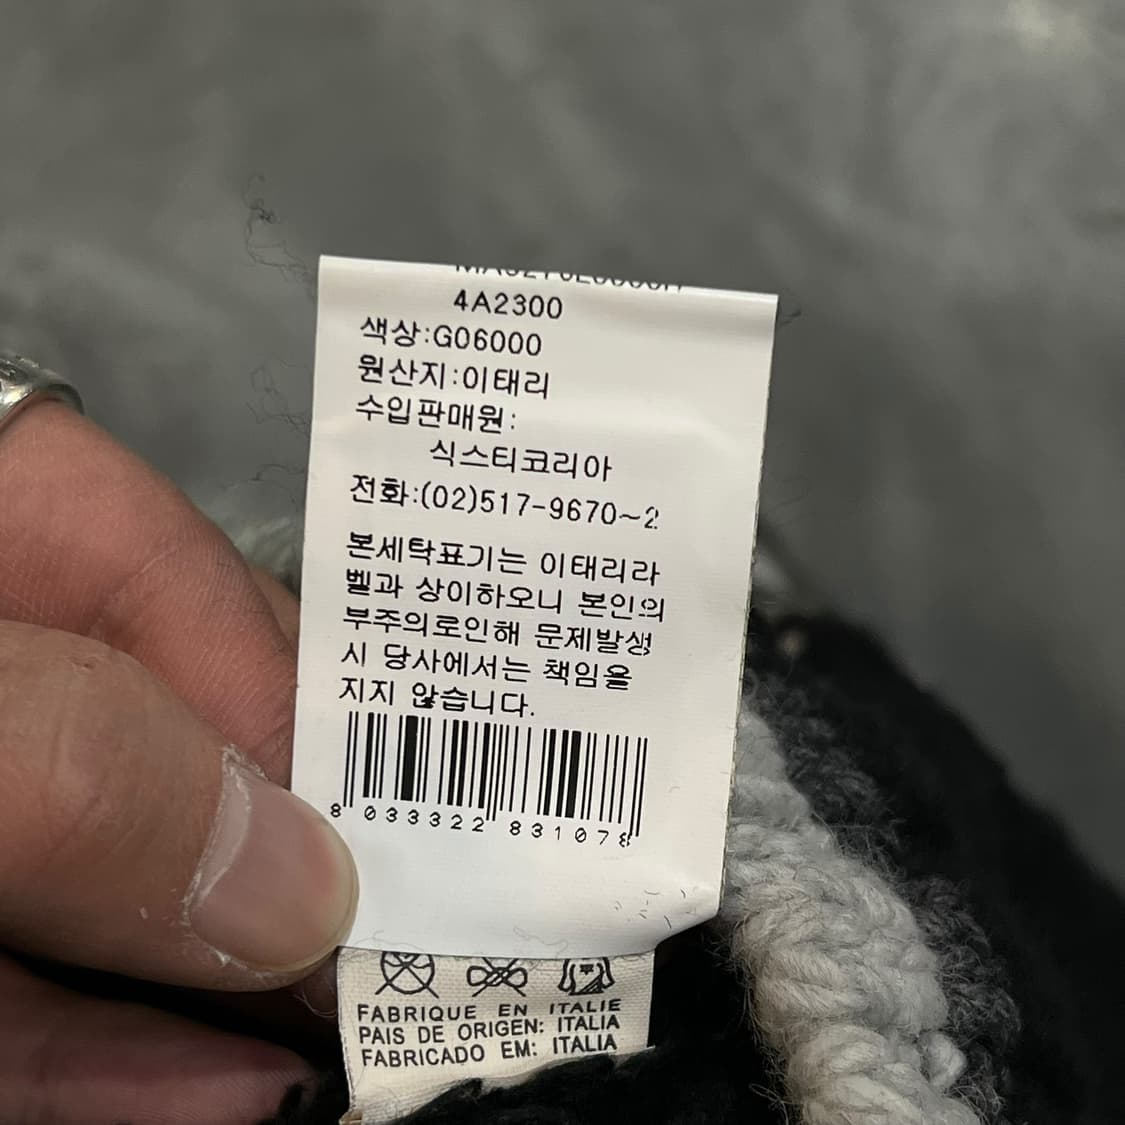 4A2300
색상:G06000
원산지:이태리
수입판매원:
식스티코리아
전화:(02)517-9670~2
본세탁표기는 이태리라
벨과 상이하오니 본인의
부주의로인해 문제발생
시 당사에서는 책임을
지지 않습니다.
8 033322 831078
FABRIQUE EN ITALIE
PAIS DE ORIGEN: ITALIA
FABRICADO EM: ITALIA